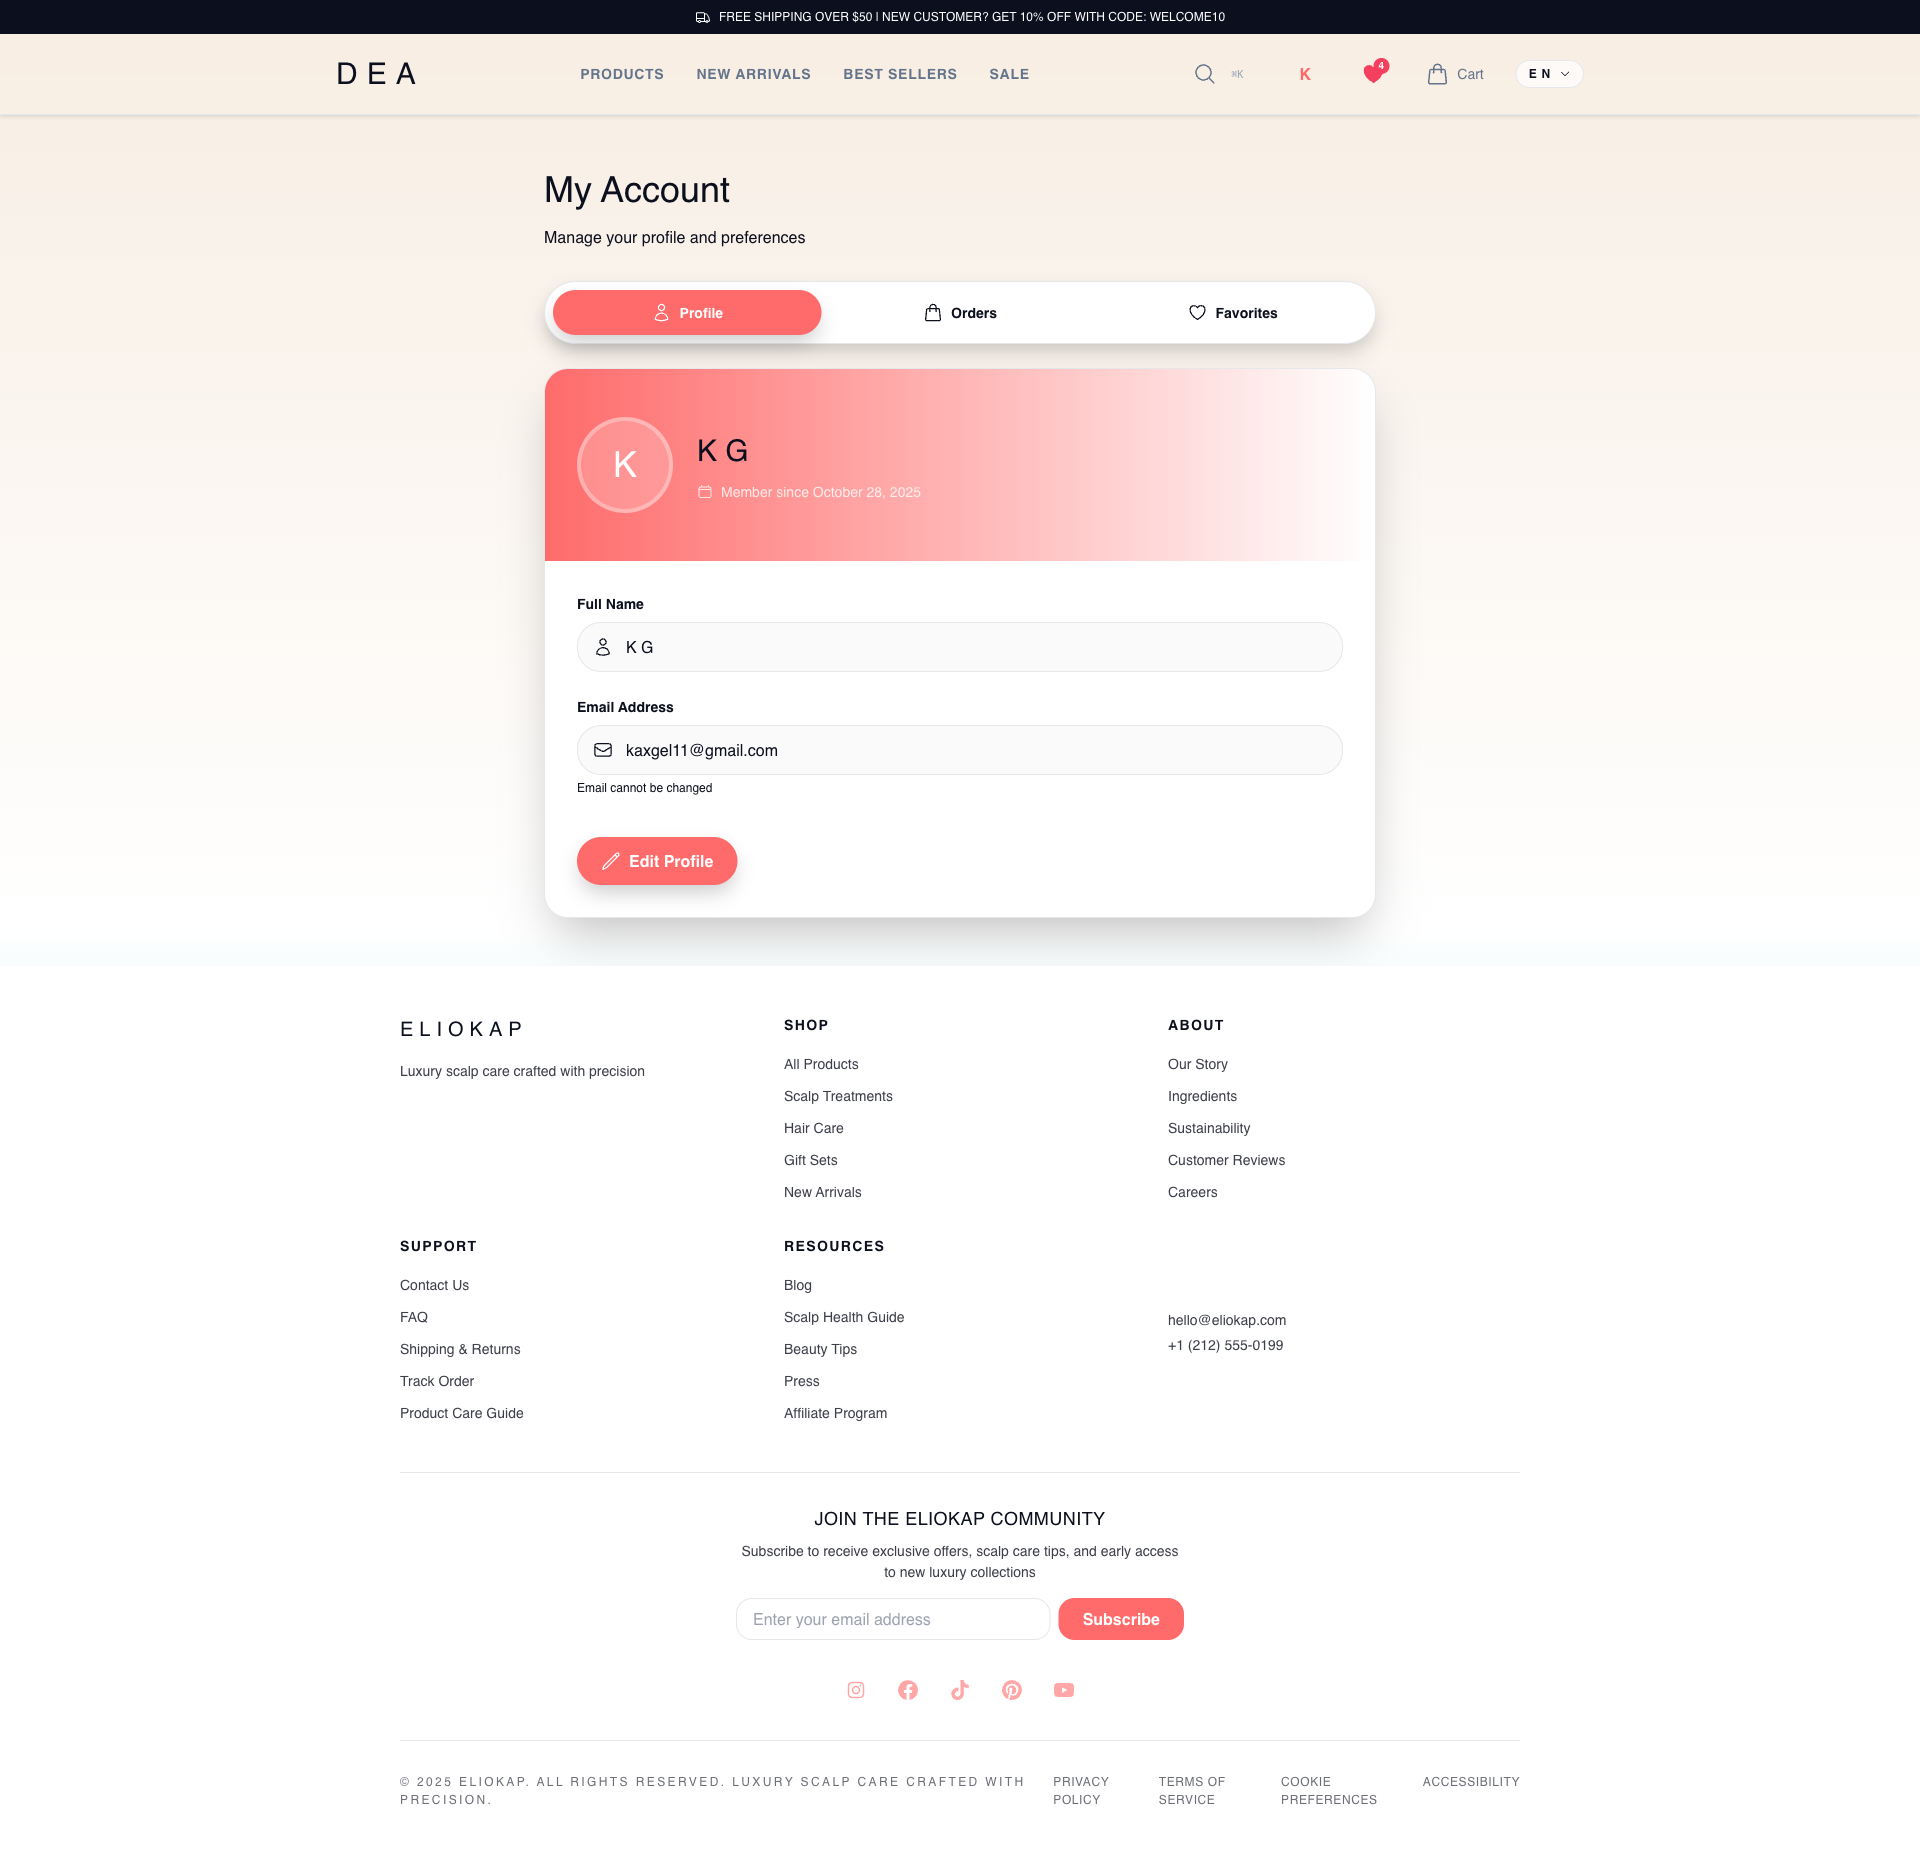 FREE SHIPPING OVER $50 | NEW CUSTOMER? GET 10% OFF WITH CODE: WELCOME10
DEA
PRODUCTS
NEW ARRIVALS
BEST SELLERS
SALE
⌘K
K
4
Cart
EN
My Account
Manage your profile and preferences
Profile
Orders
Favorites
K
K G
Member since October 28, 2025
Full Name
K G
Email Address
kaxgel11@gmail.com
Email cannot be changed
Edit Profile
ELIOKAP
Luxury scalp care crafted with precision
SHOP
All Products
Scalp Treatments
Hair Care
Gift Sets
New Arrivals
ABOUT
Our Story
Ingredients
Sustainability
Customer Reviews
Careers
SUPPORT
Contact Us
FAQ
Shipping & Returns
Track Order
Product Care Guide
RESOURCES
Blog
Scalp Health Guide
Beauty Tips
Press
Affiliate Program
hello@eliokap.com
+1 (212) 555-0199
JOIN THE ELIOKAP COMMUNITY
Subscribe to receive exclusive offers, scalp care tips, and early access
to new luxury collections
Enter your email address
Subscribe
© 2025 ELIOKAP. ALL RIGHTS RESERVED. LUXURY SCALP CARE CRAFTED WITH
PRECISION.
PRIVACY
POLICY
TERMS OF
SERVICE
COOKIE
PREFERENCES
ACCESSIBILITY